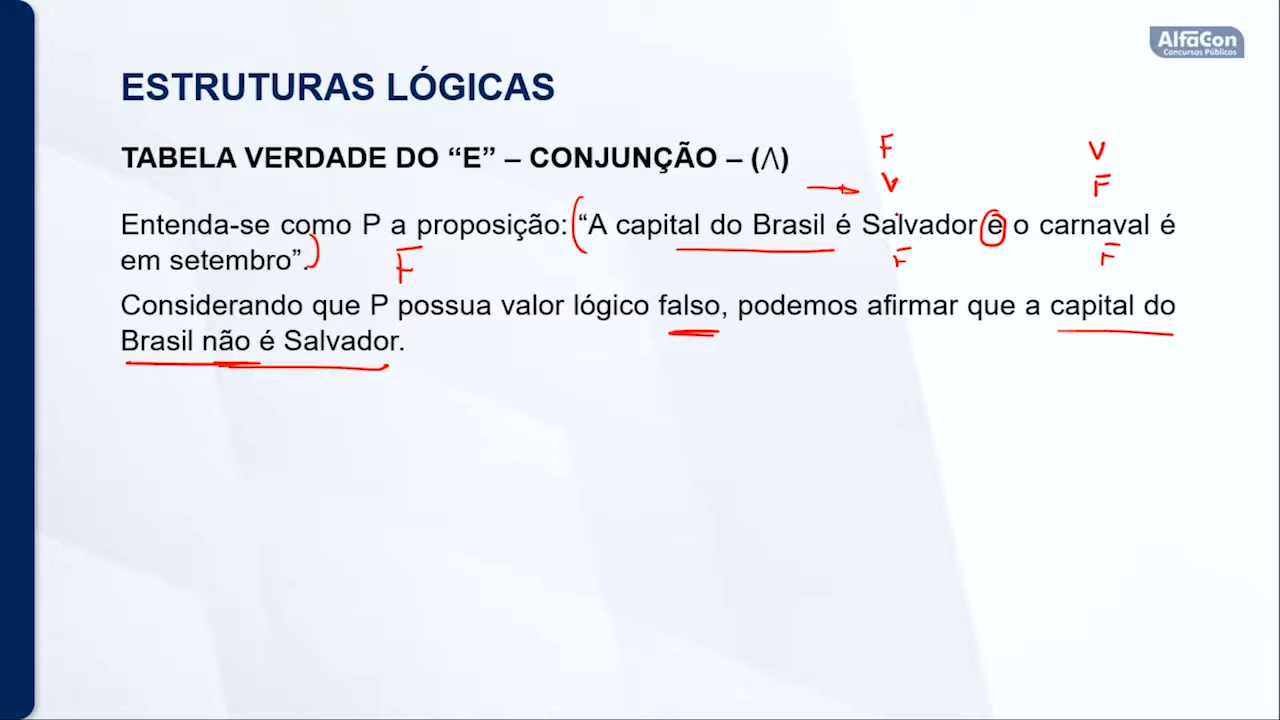 AlfaCon
Concursos Públicos
ESTRUTURAS LÓGICAS
F V
TABELA VERDADE DO “E” – CONJUNÇÃO – (/\)
V F
Entenda-se como P a proposição: “A capital do Brasil é Salvador e o carnaval é
em setembro”. F F F
Considerando que P possua valor lógico falso, podemos afirmar que a capital do
Brasil não é Salvador.